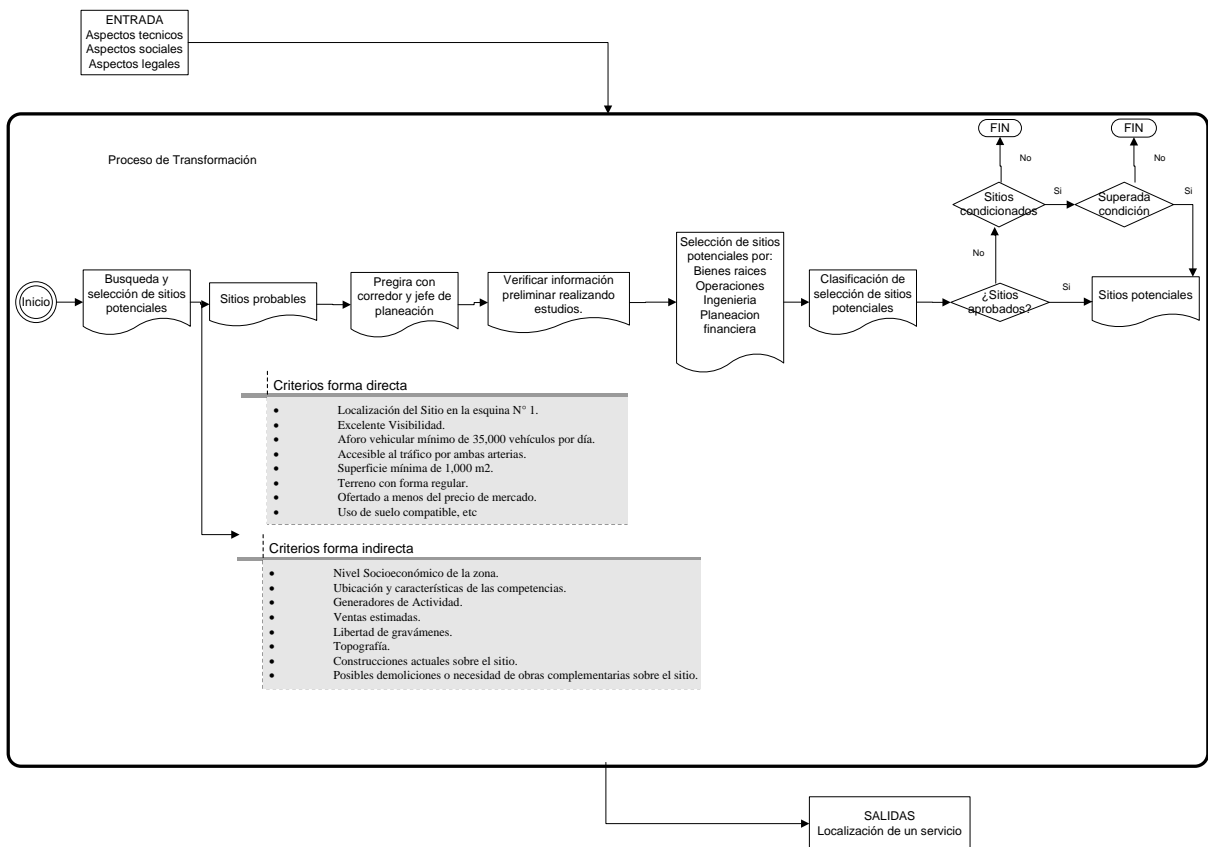 ENTRADA
Aspectos tecnicos
Aspectos sociales
Aspectos legales
Proceso de Transformación
FIN
FIN
No
No
Sitios
condicionados
Si
Superada
condición
Si
No
Inicio
Busqueda y
selección de sitios
potenciales
Sitios probables
Pregira con
corredor y jefe de
planeación
Verificar información
preliminar realizando
estudios.
Selección de sitios
potenciales por:
Bienes raices
Operaciones
Ingenieria
Planeacion
financiera
Clasificación de
selección de sitios
potenciales
¿Sitios
aprobados?
Si
Sitios potenciales
Criterios forma directa
• Localización del Sitio en la esquina N° 1.
• Excelente Visibilidad.
• Aforo vehicular mínimo de 35,000 vehículos por día.
• Accesible al tráfico por ambas arterias.
• Superficie mínima de 1,000 m2.
• Terreno con forma regular.
• Ofertado a menos del precio de mercado.
• Uso de suelo compatible, etc
Criterios forma indirecta
• Nivel Socioeconómico de la zona.
• Ubicación y características de las competencias.
• Generadores de Actividad.
• Ventas estimadas.
• Libertad de gravámenes.
• Topografía.
• Construcciones actuales sobre el sitio.
• Posibles demoliciones o necesidad de obras complementarias sobre el sitio.
SALIDAS
Localización de un servicio